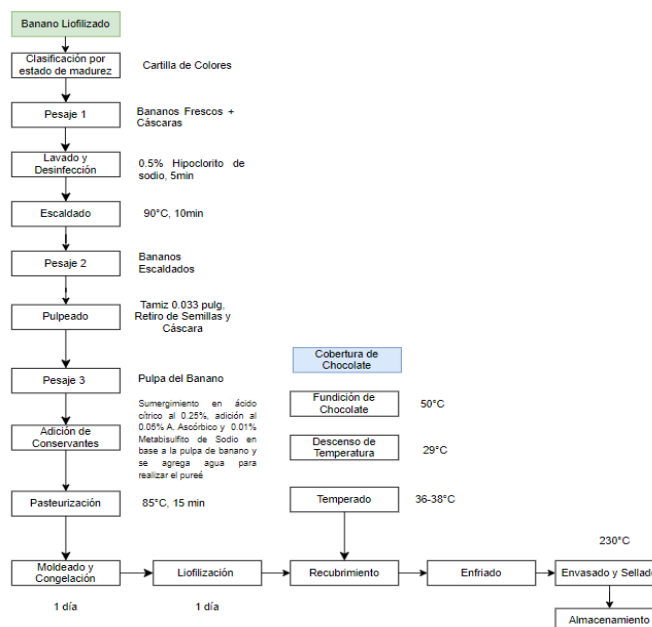 Banano Liofilizado
Clasificación por
estado de madurez
Cartilla de Colores
Pesaje 1
Bananos Frescos +
Cáscaras
Lavado y
Desinfección
0.5% Hipoclorito de
sodio, 5min
Escaldado
90°C, 10min
Pesaje 2
Bananos
Escaldados
Pulpeado
Tamiz 0.033 pulg,
Retiro de Semillas y
Cáscara
Pesaje 3
Pulpa del Banano
Adición de
Conservantes
Sumergimiento en ácido
cítrico al 0.25%, adición al
0.05% A. Ascórbico y 0.01%
Metabisulfito de Sodio en
base a la pulpa de banano y
se agrega agua para
realizar el pureé
Pasteurización
85°C, 15 min
Cobertura de
Chocolate
Fundición de
Chocolate
50°C
Descenso de
Temperatura
29°C
Temperado
36-38°C
230°C
Moldeado y
Congelación
Liofilización
Recubrimiento
Enfriado
Envasado y Sellado
1 día
1 día
Almacenamiento